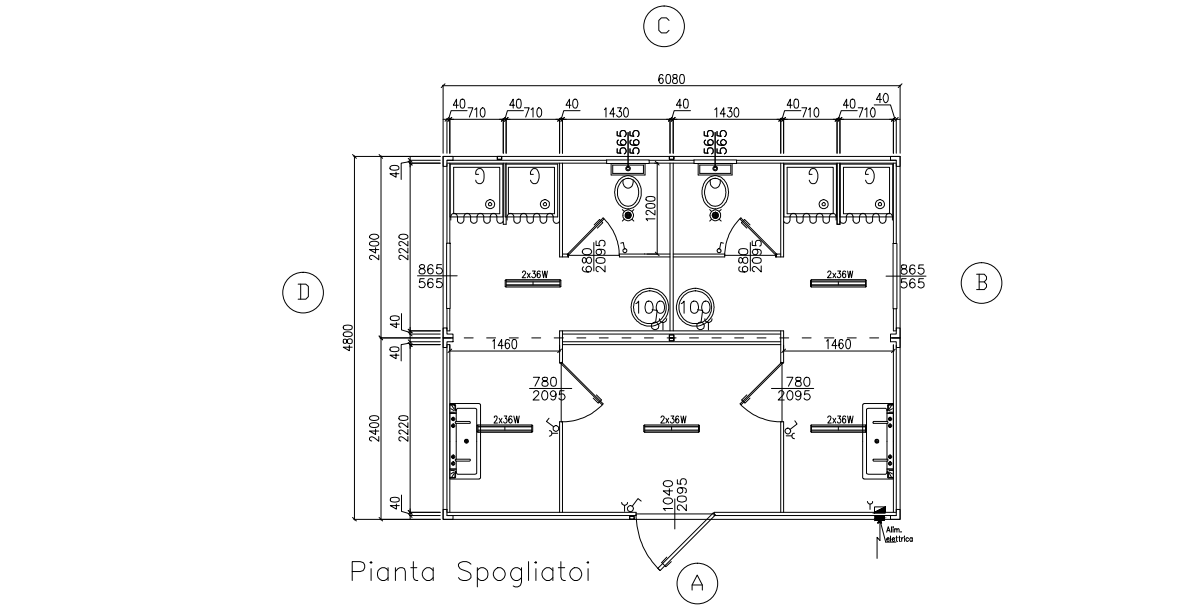 C
6080
40 710 40 710 40 1430 40 1430 40 710 40 710 40
565 565 565 565
40
1200
2400 2220
680 2095 680 2095
865 865
565 565
2x36W 2x36W
D B
100 100
40
4800
1460 1460
40
780 780
2095 2095
2400 2220
2x36W 2x36W 2x36W
1040 2095
40
Alim.
elettrica
Pianta Spogliatoi
A